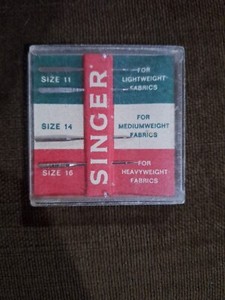 SINGER
SIZE 11
FOR
LIGHTWEIGHT
FABRICS
SIZE 14
FOR
MEDIUMWEIGHT
FABRICS
SIZE 16
FOR
HEAVYWEIGHT
FABRICS